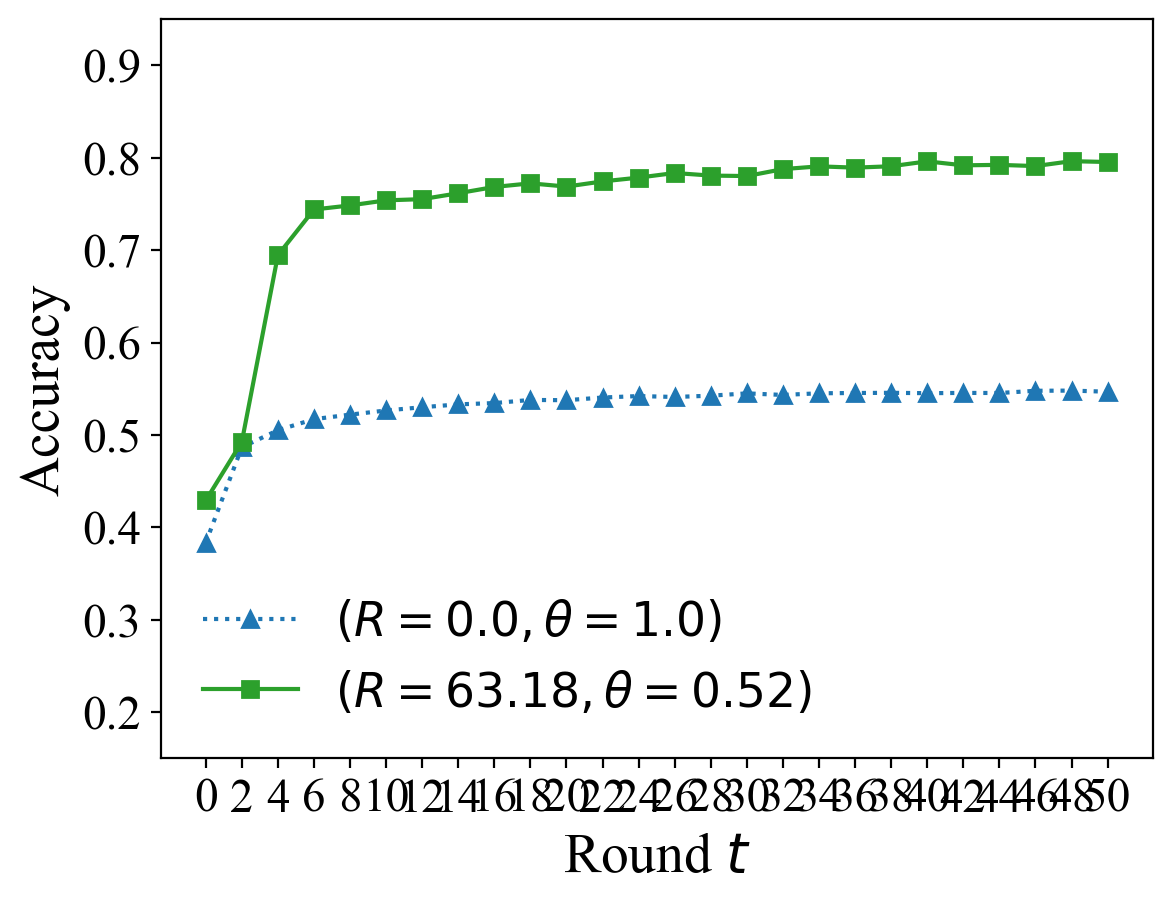 Accuracy
0.9
0.8
0.7
0.6
0.5
0.4
0.3
0.2
(R = 0.0, θ = 1.0)
(R = 63.18, θ = 0.52)
0 2 4 6 8 10 12 14 16 18 20 22 24 26 28 30 32 34 36 38 40 42 44 46 48 50
Round t